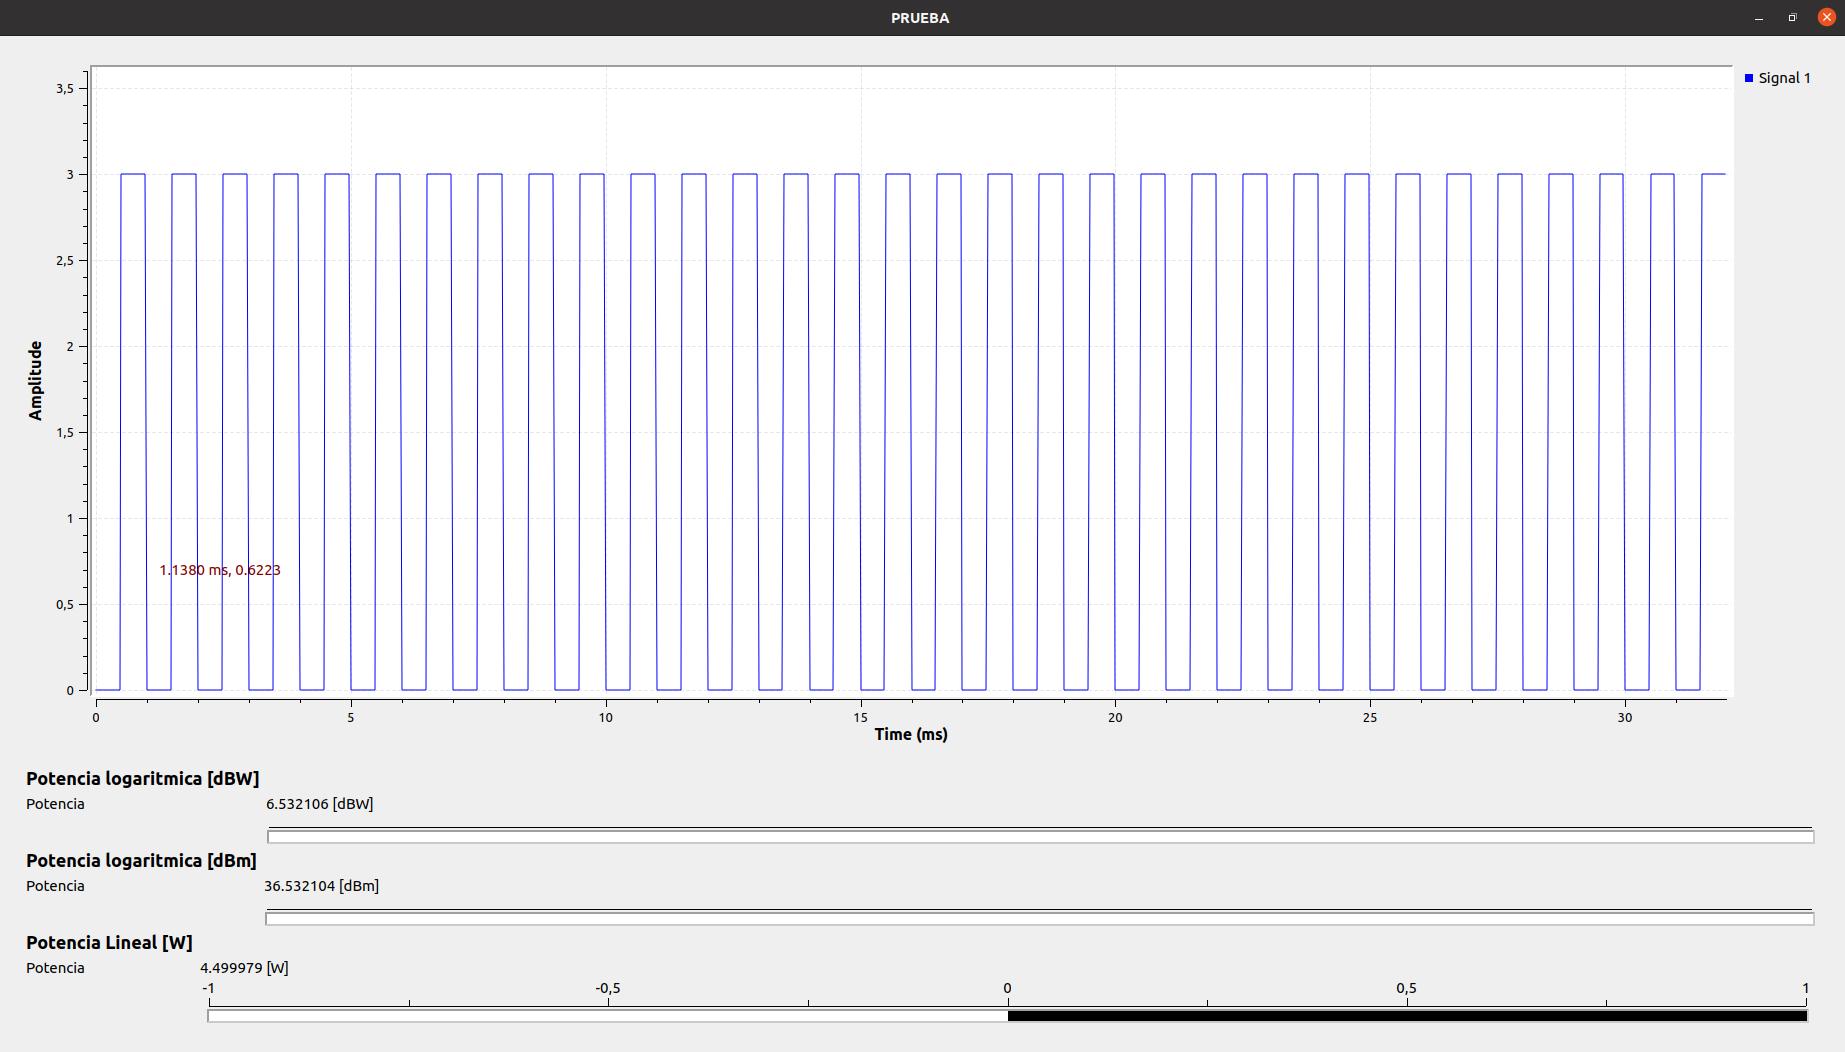 PRUEBA
Signal 1
3,5
3
2,5
2
1,5
1
0,5
0
Amplitude
1.1380 ms, 0.6223
0 5 10 15 20 25 30
Time (ms)
Potencia logaritmica [dBW]
Potencia 6.532106 [dBW]
Potencia logaritmica [dBm]
Potencia 36.532104 [dBm]
Potencia Lineal [W]
Potencia 4.499979 [W]
-1 -0,5 0 0,5 1